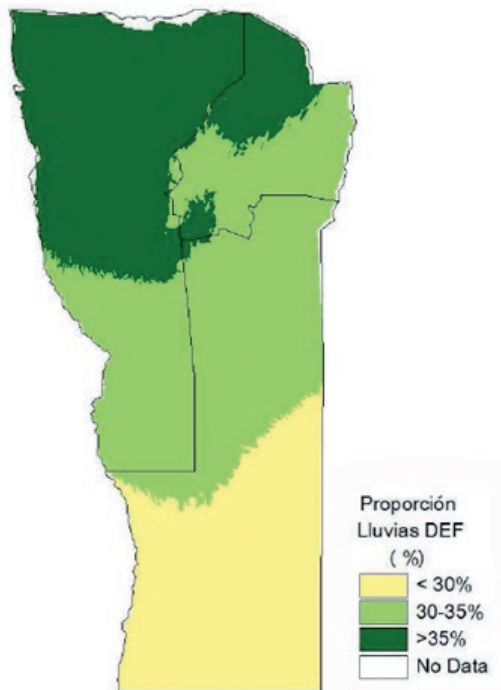 Proporción
Lluvias DEF
( %)
< 30%
30-35%
>35%
No Data